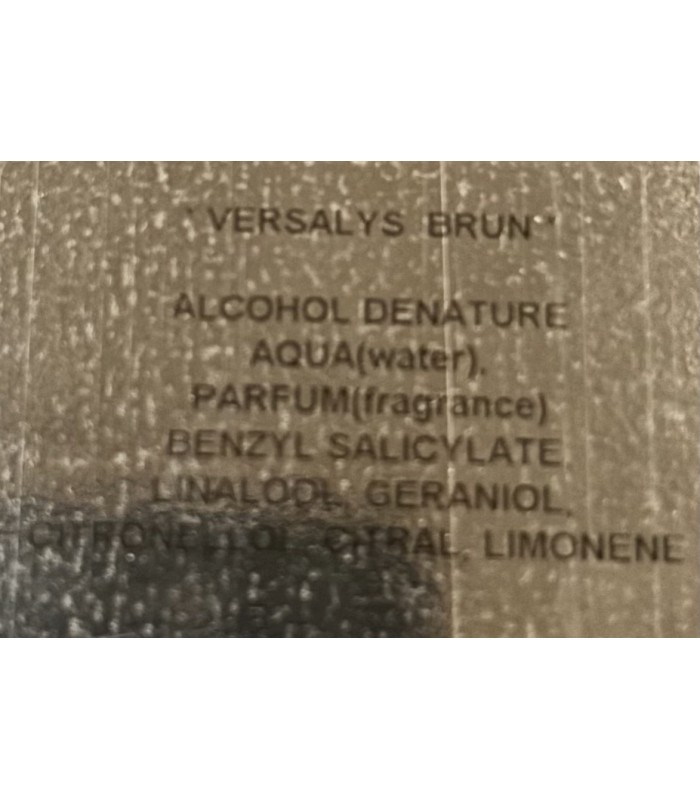 "VERSALYS BRUN"
ALCOHOL DENATURE
AQUA(water),
PARFUM(fragrance)
BENZYL SALICYLATE,
LINALOOL, GERANIOL,
CITRONELLOL, CITRAL, LIMONENE